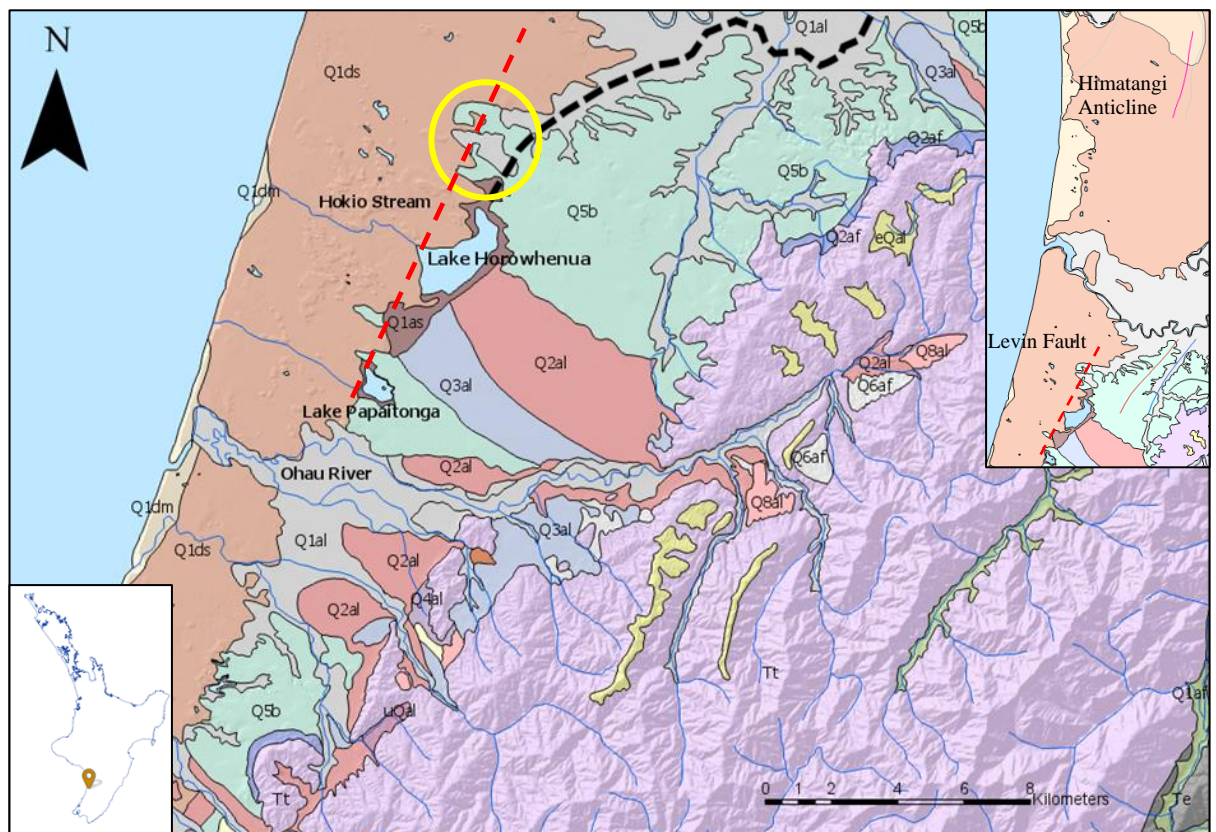 N
Q1ds
Q1al
Q5b
Q3al
Q2af
Q5b
Q1dm
Hokio Stream
Q5b
Q2af
eQal
Lake Horowhenua
Q1as
Q2al
Q8al
Q2al
Q6af
Q3al
Lake Papaitonga
Q2al
Q6af
Ohau River
Q8al
Q1dm
Q3al
Q1ds
Q1al
Q2al
Q4al
Q2al
Tt
Q5b
uQal
Q1af
Tt
Te
0 2 4 6 8
Kilometers
Himatangi
Anticline
Levin Fault